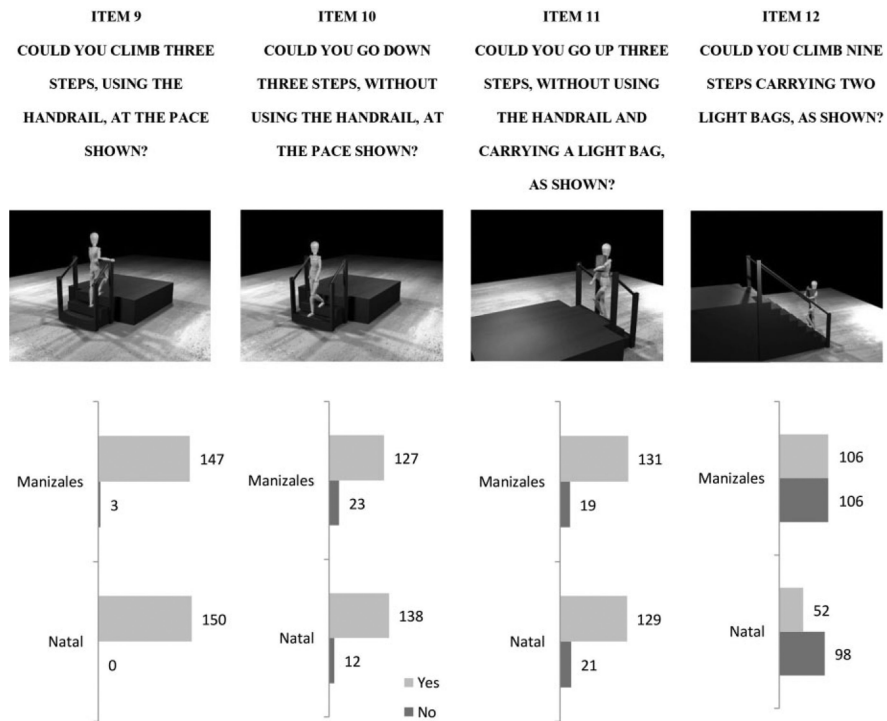 ITEM 9
COULD YOU CLIMB THREE
STEPS, USING THE
HANDRAIL, AT THE PACE
SHOWN?
ITEM 10
COULD YOU GO DOWN
THREE STEPS, WITHOUT
USING THE HANDRAIL, AT
THE PACE SHOWN?
ITEM 11
COULD YOU GO UP THREE
STEPS, WITHOUT USING
THE HANDRAIL AND
CARRYING A LIGHT BAG,
AS SHOWN?
ITEM 12
COULD YOU CLIMB NINE
STEPS CARRYING TWO
LIGHT BAGS, AS SHOWN?
Manizales
147
3
Natal
150
0
Manizales
127
23
Natal
138
12
Yes
No
Manizales
131
19
Natal
129
21
Manizales
106
106
Natal
52
98